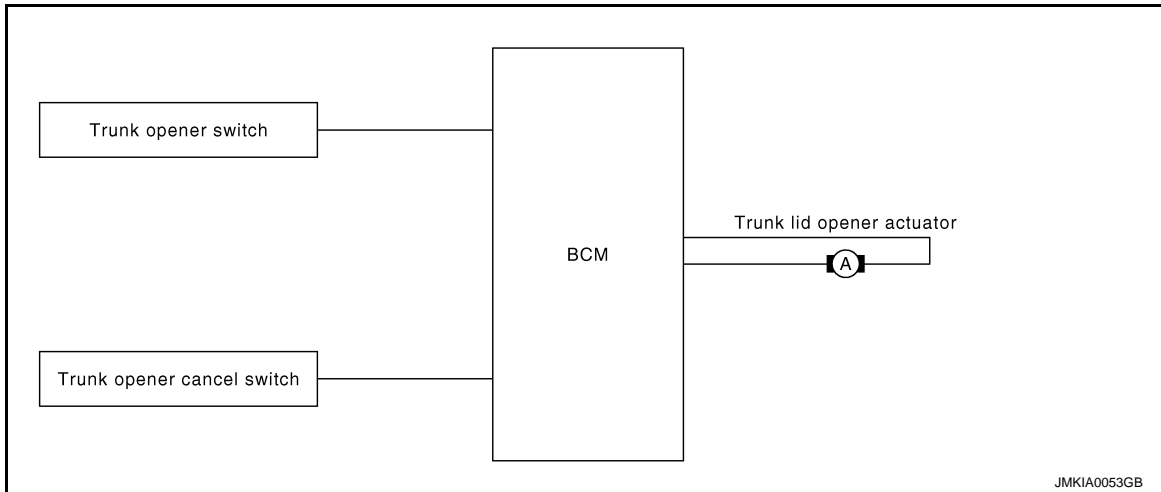 Trunk opener switch
Trunk lid opener actuator
BCM
A
Trunk opener cancel switch
JMKIA0053GB